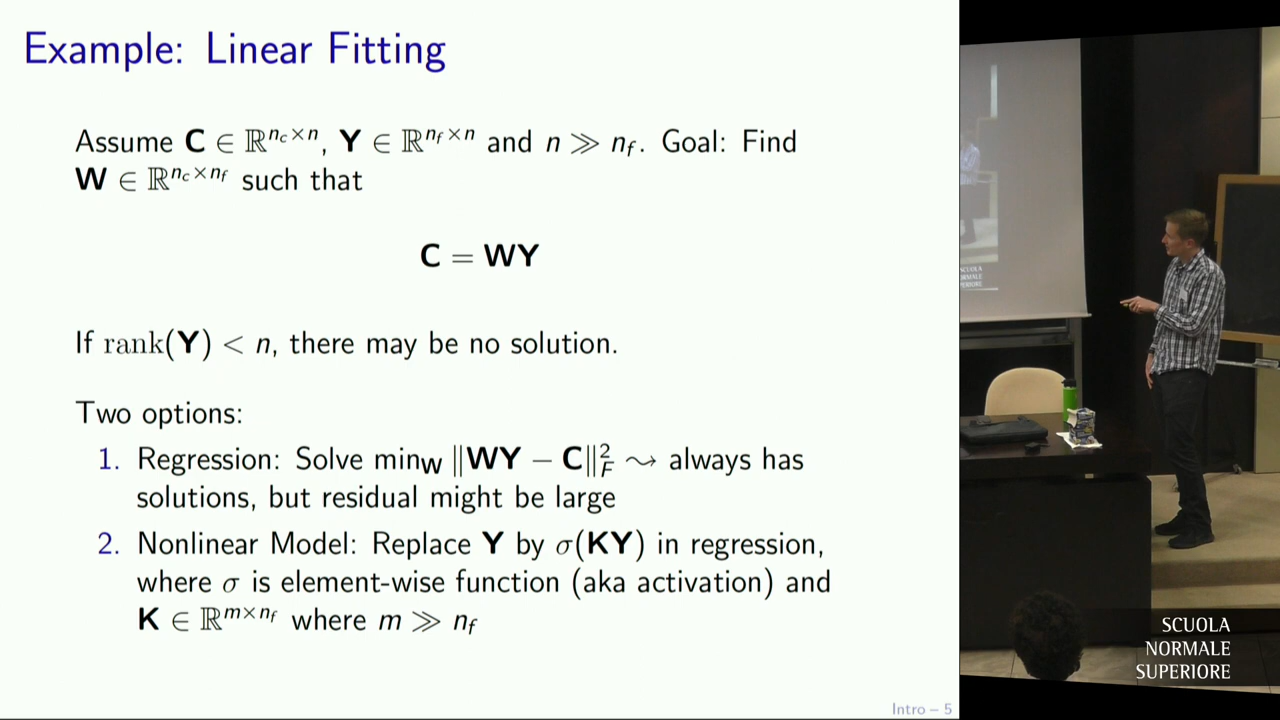 Example: Linear Fitting
Assume C ∈ ℝ^{n_c×n}, Y ∈ ℝ^{n_f×n} and n ≫ n_f. Goal: Find
W ∈ ℝ^{n_c×n_f} such that
C = WY
If rank(Y) < n, there may be no solution.
Two options:
1. Regression: Solve min_W ‖WY − C‖²_F ⇝ always has
solutions, but residual might be large
2. Nonlinear Model: Replace Y by σ(KY) in regression,
where σ is element-wise function (aka activation) and
K ∈ ℝ^{m×n_f} where m ≫ n_f
Intro – 5
SCUOLA
NORMALE
SUPERIORE